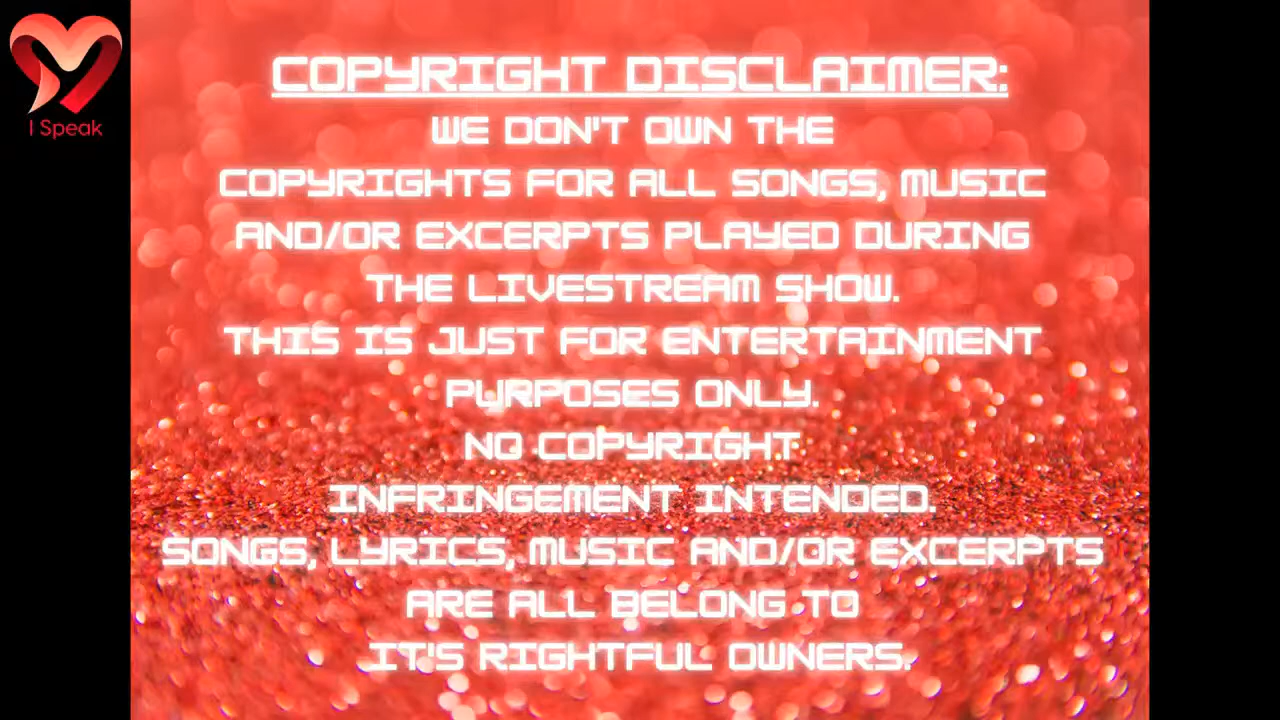 I Speak
COPYRIGHT DISCLAIMER:
WE DON'T OWN THE
COPYRIGHTS FOR ALL SONGS, MUSIC
AND/OR EXCERPTS PLAYED DURING
THE LIVESTREAM SHOW.
THIS IS JUST FOR ENTERTAINMENT
PURPOSES ONLY.
NO COPYRIGHT
INFRINGEMENT INTENDED.
SONGS, LYRICS, MUSIC AND/OR EXCERPTS
ARE ALL BELONG TO
IT'S RIGHTFUL OWNERS.